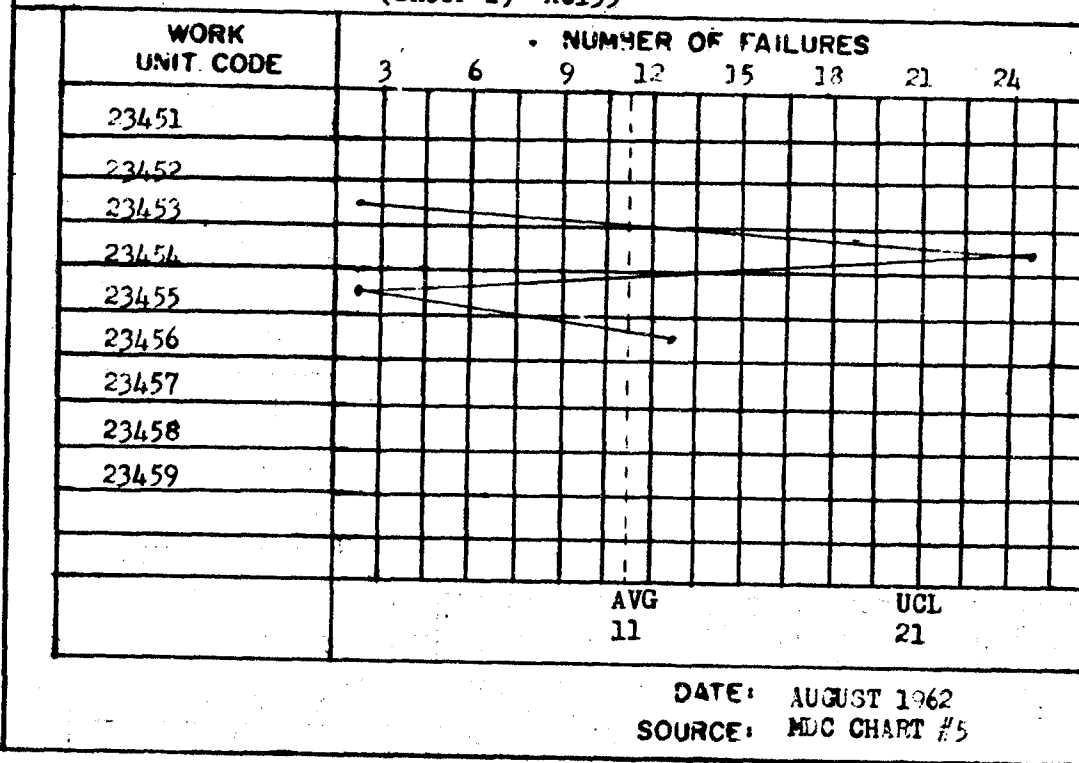 WORK
UNIT CODE
NUMBER OF FAILURES
3 6 9 12 15 18 21 24
23451
23452
23453
23454
23455
23456
23457
23458
23459
AVG UCL
11 21
DATE: AUGUST 1962
SOURCE: MDC CHART #5